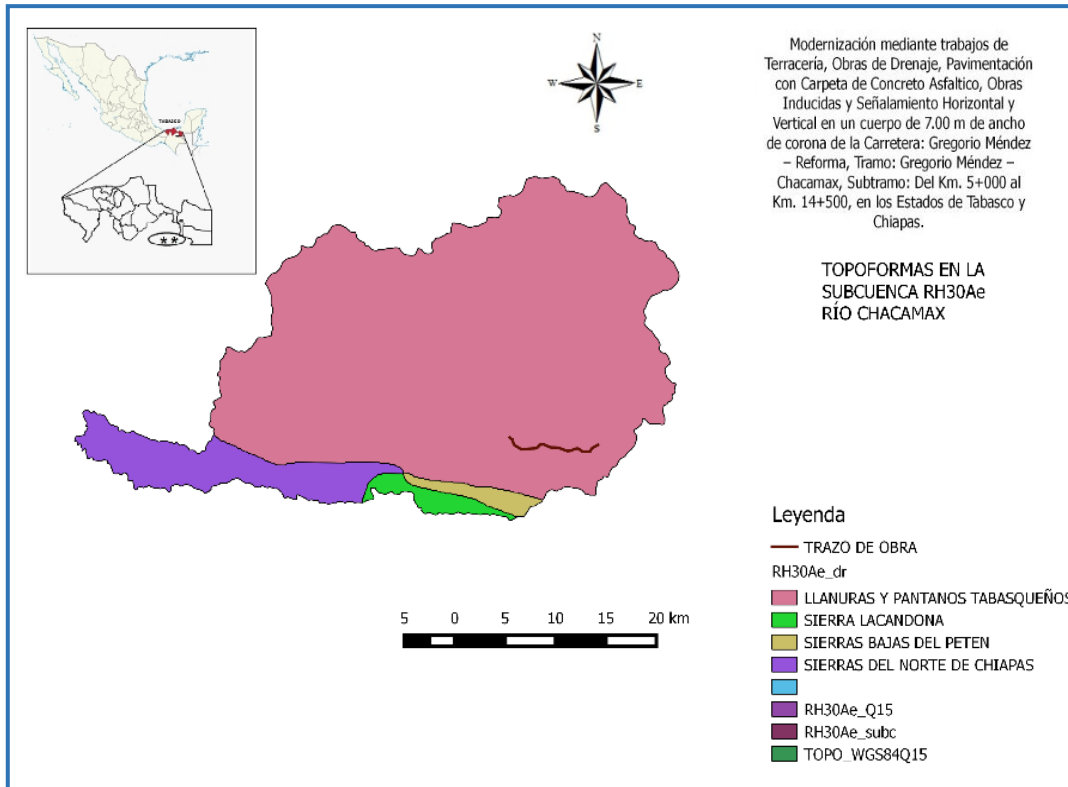 TABASCO
**
N
W
E
S
Modernización mediante trabajos de
Terracería, Obras de Drenaje, Pavimentación
con Carpeta de Concreto Asfaltico, Obras
Inducidas y Señalamiento Horizontal y
Vertical en un cuerpo de 7.00 m de ancho
de corona de la Carretera: Gregorio Méndez
– Reforma, Tramo: Gregorio Méndez –
Chacamax, Subtramo: Del Km. 5+000 al
Km. 14+500, en los Estados de Tabasco y
Chiapas.
TOPOFORMAS EN LA
SUBCUENCA RH30Ae
RÍO CHACAMAX
5 0 5 10 15 20 km
Leyenda
TRAZO DE OBRA
RH30Ae_dr
LLANURAS Y PANTANOS TABASQUEÑOS
SIERRA LACANDONA
SIERRAS BAJAS DEL PETEN
SIERRAS DEL NORTE DE CHIAPAS
RH30Ae_Q15
RH30Ae_subc
TOPO_WGS84Q15